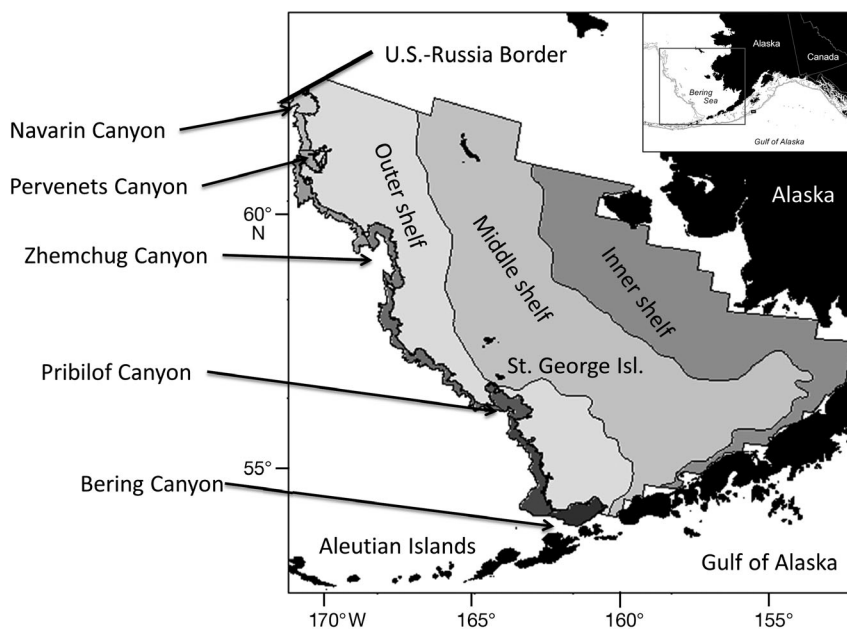 U.S.-Russia Border
Alaska
Canada
Bering
Sea
Gulf of Alaska
Navarin Canyon
Pervenets Canyon
60°
N
Zhemchug Canyon
Outer shelf
Middle shelf
Inner shelf
Alaska
St. George Isl.
Pribilof Canyon
55°
Bering Canyon
Aleutian Islands
Gulf of Alaska
170°W
165°
160°
155°